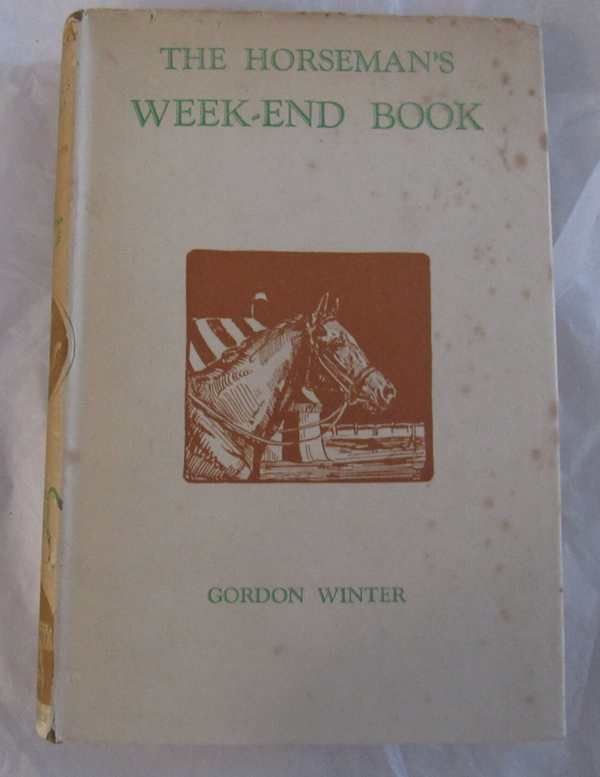 THE HORSEMAN'S
WEEK-END BOOK
GORDON WINTER